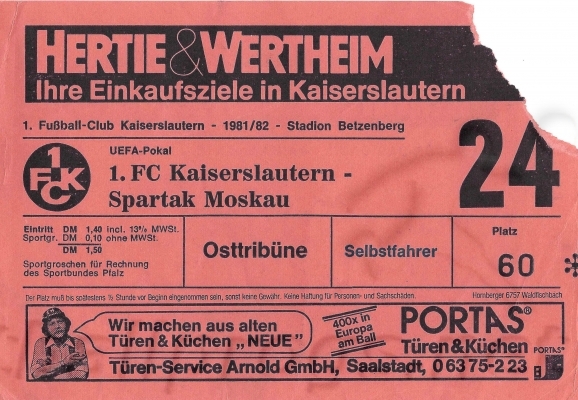 HERTIE & WERTHEIM
Ihre Einkaufsziele in Kaiserslautern
1. Fußball-Club Kaiserslautern - 1981/82 - Stadion Betzenberg
1 FCK
UEFA-Pokal
1. FC Kaiserslautern -
Spartak Moskau
24
Eintritt DM 1,40 incl. 13% MWSt.
Sportgr. DM 0,10 ohne MWSt.
DM 1,50
Sportgroschen für Rechnung
des Sportbundes Pfalz
Osttribüne
Selbstfahrer
Platz
60 *
Der Platz muß bis spätestens ½ Stunde vor Beginn eingenommen sein, sonst keine Gewähr. Keine Haftung für Personen- und Sachschäden.
Hornberger 6757 Waldfischbach
Wir machen aus alten
Türen & Küchen „NEUE"
400x in
Europa
am Ball
PORTAS®
Türen & Küchen
PORTAS®
Türen-Service Arnold GmbH, Saalstadt, 0 63 75-2 23